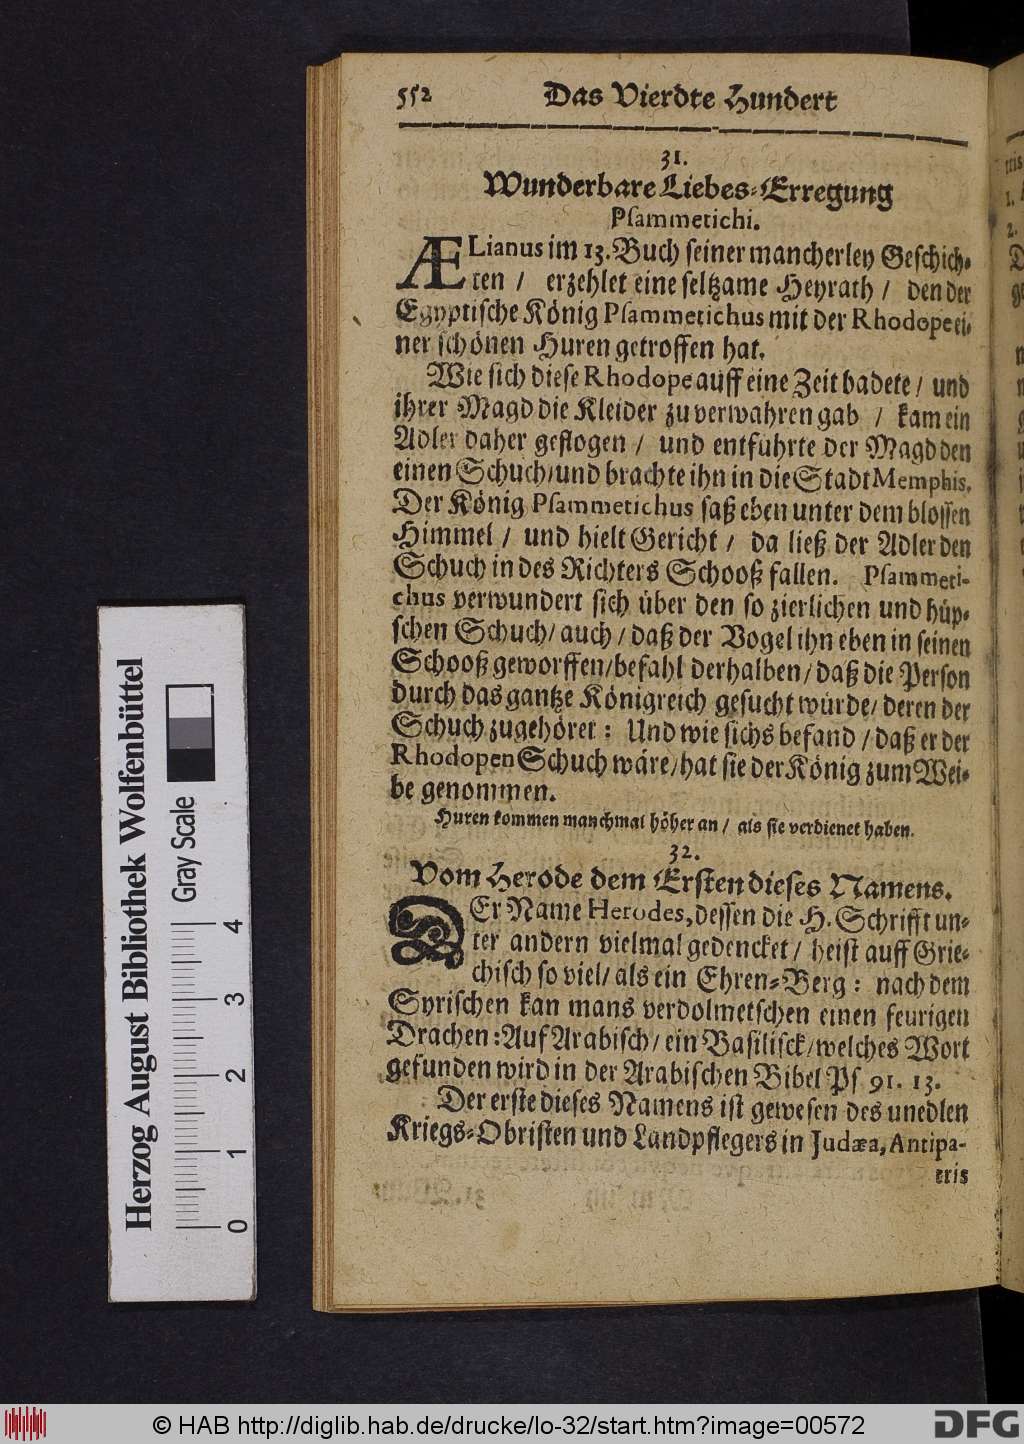 552 Das Vierdte Hundert
31.
Wunderbare Liebes-Erregung
Psammetichi.
ÆLianus im 13. Buch seiner mancherley Geschich-
ten / erzehlet eine seltzame Heyrath / den der
Egyptische König Psammetichus mit der Rhodope ei-
ner schönen Huren getroffen hat.
Wie sich diese Rhodope auff eine Zeit badete / und
ihrer Magd die Kleider zu verwahren gab / kam ein
Adler daher geflogen / und entführte der Magd den
einen Schuch/und brachte ihn in die Stadt Memphis.
Der König Psammetichus saß eben unter dem blossen
Himmel / und hielt Gericht / da ließ der Adler den
Schuch in des Richters Schooß fallen. Psammeti-
chus verwundert sich über den so zierlichen und hüp-
schen Schuch/ auch / daß der Vogel ihn eben in seinen
Schooß geworffen/befahl derhalben/ daß die Person
durch das gantze Königreich gesucht würde/ deren der
Schuch zugehöret : Und wie sichs befand / daß er der
Rhodopen Schuch wäre/hat sie der König zum Wei-
be genommen.
Huren kommen manchmal höher an / als sie verdienet haben.
32.
Vom Herode dem Ersten dieses Namens.
DEr Name Herodes, dessen die H. Schrifft un-
ter andern vielmal gedencket / heist auff Grie-
chisch so viel/ als ein Ehren-Berg : nach dem
Syrischen kan mans verdolmetschen einen feurigen
Drachen: Auf Arabisch/ ein Basilisck/welches Wort
gefunden wird in der Arabischen Bibel Ps 91. 13.
Der erste dieses Namens ist gewesen des unedlen
Kriegs-Obristen und Landpflegers in Judæa, Antipa-
tris
Herzog August Bibliothek Wolfenbüttel
Gray Scale
0 1 2 3 4
© HAB http://diglib.hab.de/drucke/lo-32/start.htm?image=00572
DFG